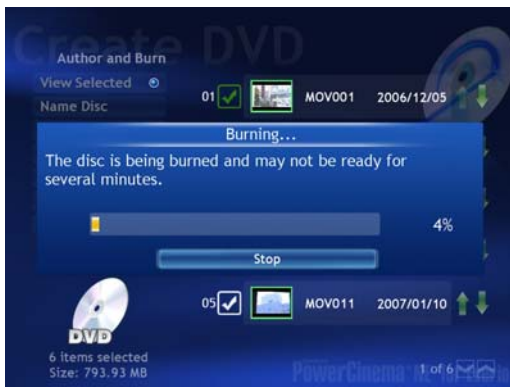 Create DVD
Author and Burn
View Selected
Name Disc
01 MOV001 2006/12/05
Burning...
The disc is being burned and may not be ready for
several minutes.
4%
Stop
05 MOV011 2007/01/10
DVD
6 items selected
Size: 793.93 MB
PowerCinema
1 of 6